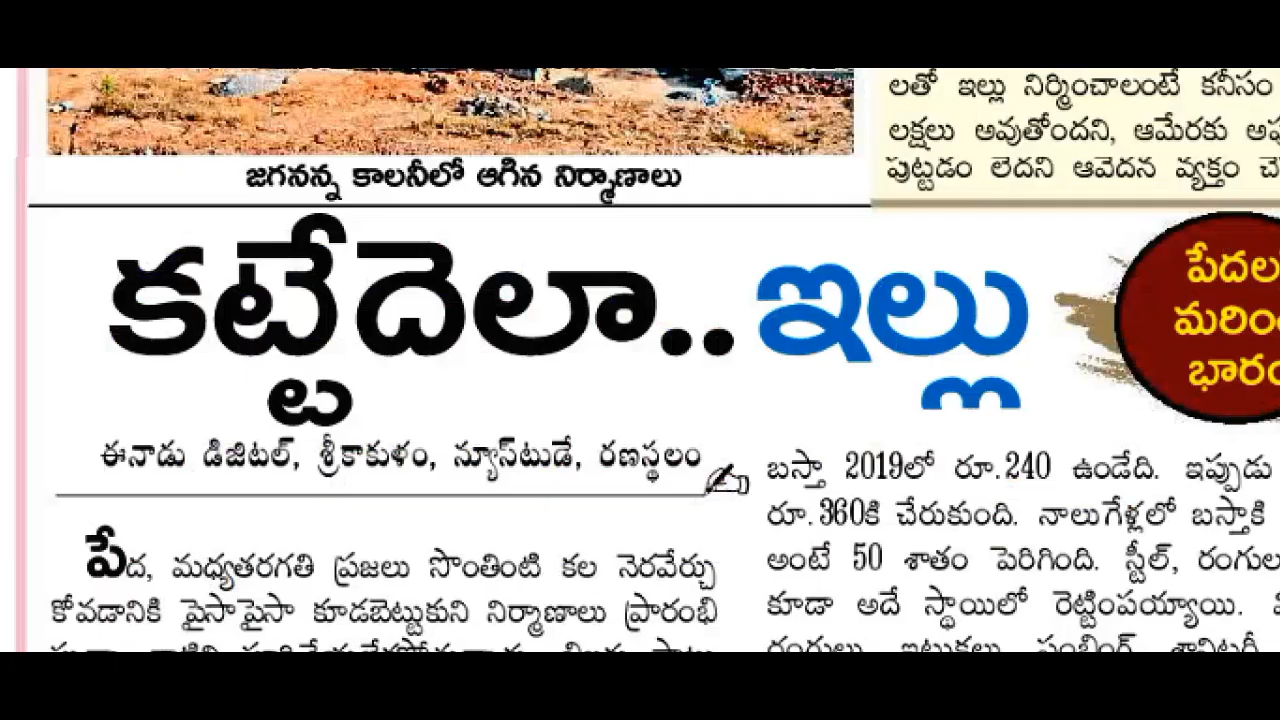 జగనన్న కాలనీలో ఆగిన నిర్మాణాలు
లతో ఇల్లు నిర్మించాలంటే కనీసం
లక్షలు అవుతోందని, ఆమేరకు
పుట్టడం లేదని ఆవేదన వ్యక్తం
కట్టేదెలా.. ఇల్లు
పేదల
భారం
ఈనాడు డిజిటల్, శ్రీకాకుళం, న్యూస్‌టుడే, రణస్థలం
పేద, మధ్యతరగతి ప్రజలు సొంతింటి కల నెరవేర్చు
కోవడానికి పైసాపైసా కూడబెట్టుకుని నిర్మాణాలు ప్రారంభి
బస్తా 2019లో రూ.240 ఉండేది. ఇప్పుడు
రూ.360కి చేరుకుంది. నాలుగేళ్లలో బస్తాకి
అంటే 50 శాతం పెరిగింది. స్టీల్, రంగుల
కూడా అదే స్థాయిలో రెట్టింపయ్యాయి.